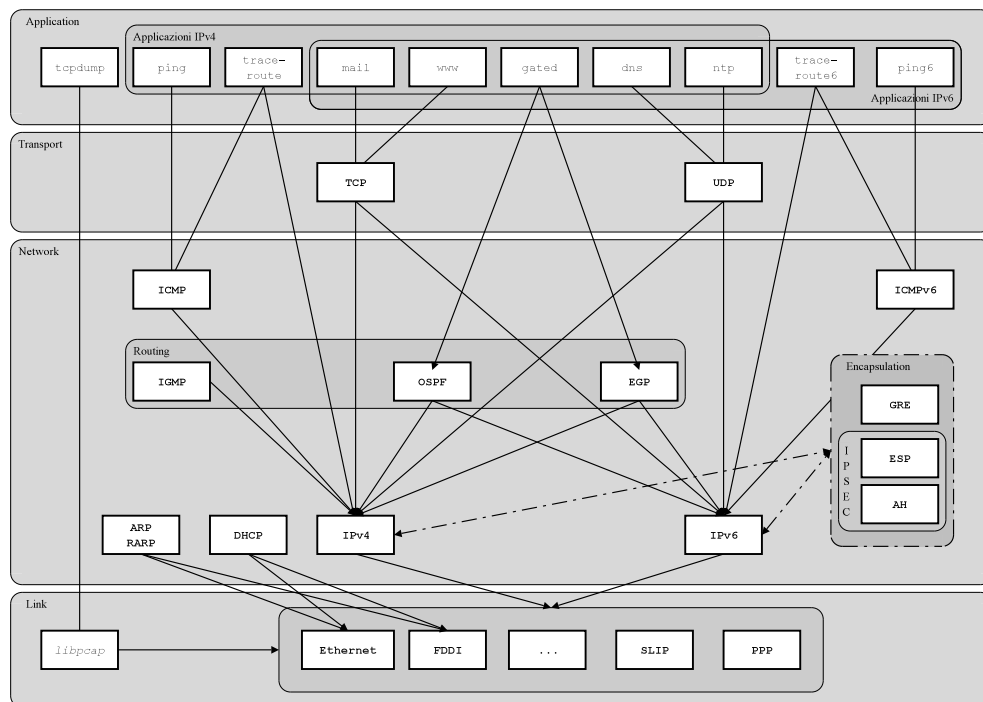 Application
Applicazioni IPv4
tcpdump
ping
trace-
route
mail
www
gated
dns
ntp
trace-
route6
ping6
Applicazioni IPv6
Transport
TCP
UDP
Network
ICMP
ICMPv6
Routing
IGMP
OSPF
EGP
Encapsulation
GRE
I
P
S
E
C
ESP
AH
ARP
RARP
DHCP
IPv4
IPv6
Link
libpcap
Ethernet
FDDI
...
SLIP
PPP